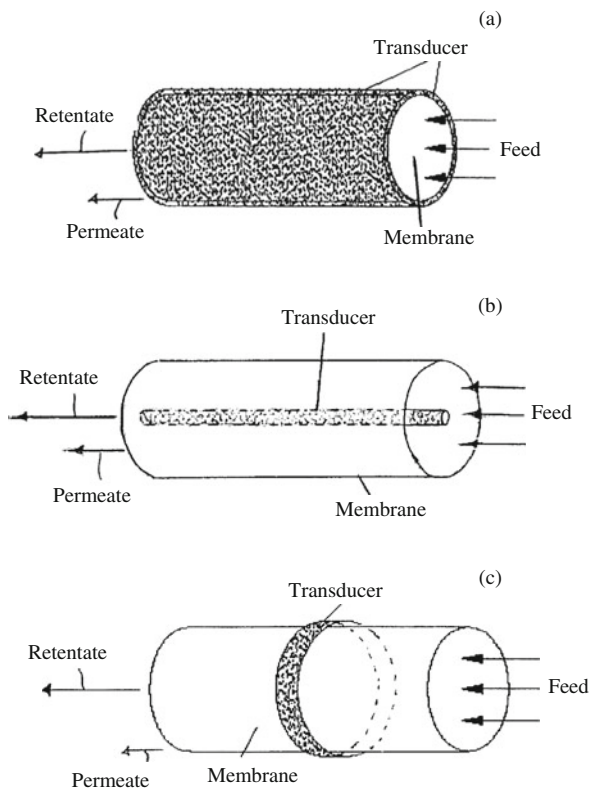 (a)
Transducer
Retentate
Feed
Permeate
Membrane
(b)
Transducer
Retentate
Feed
Permeate
Membrane
(c)
Transducer
Retentate
Feed
Membrane
Permeate